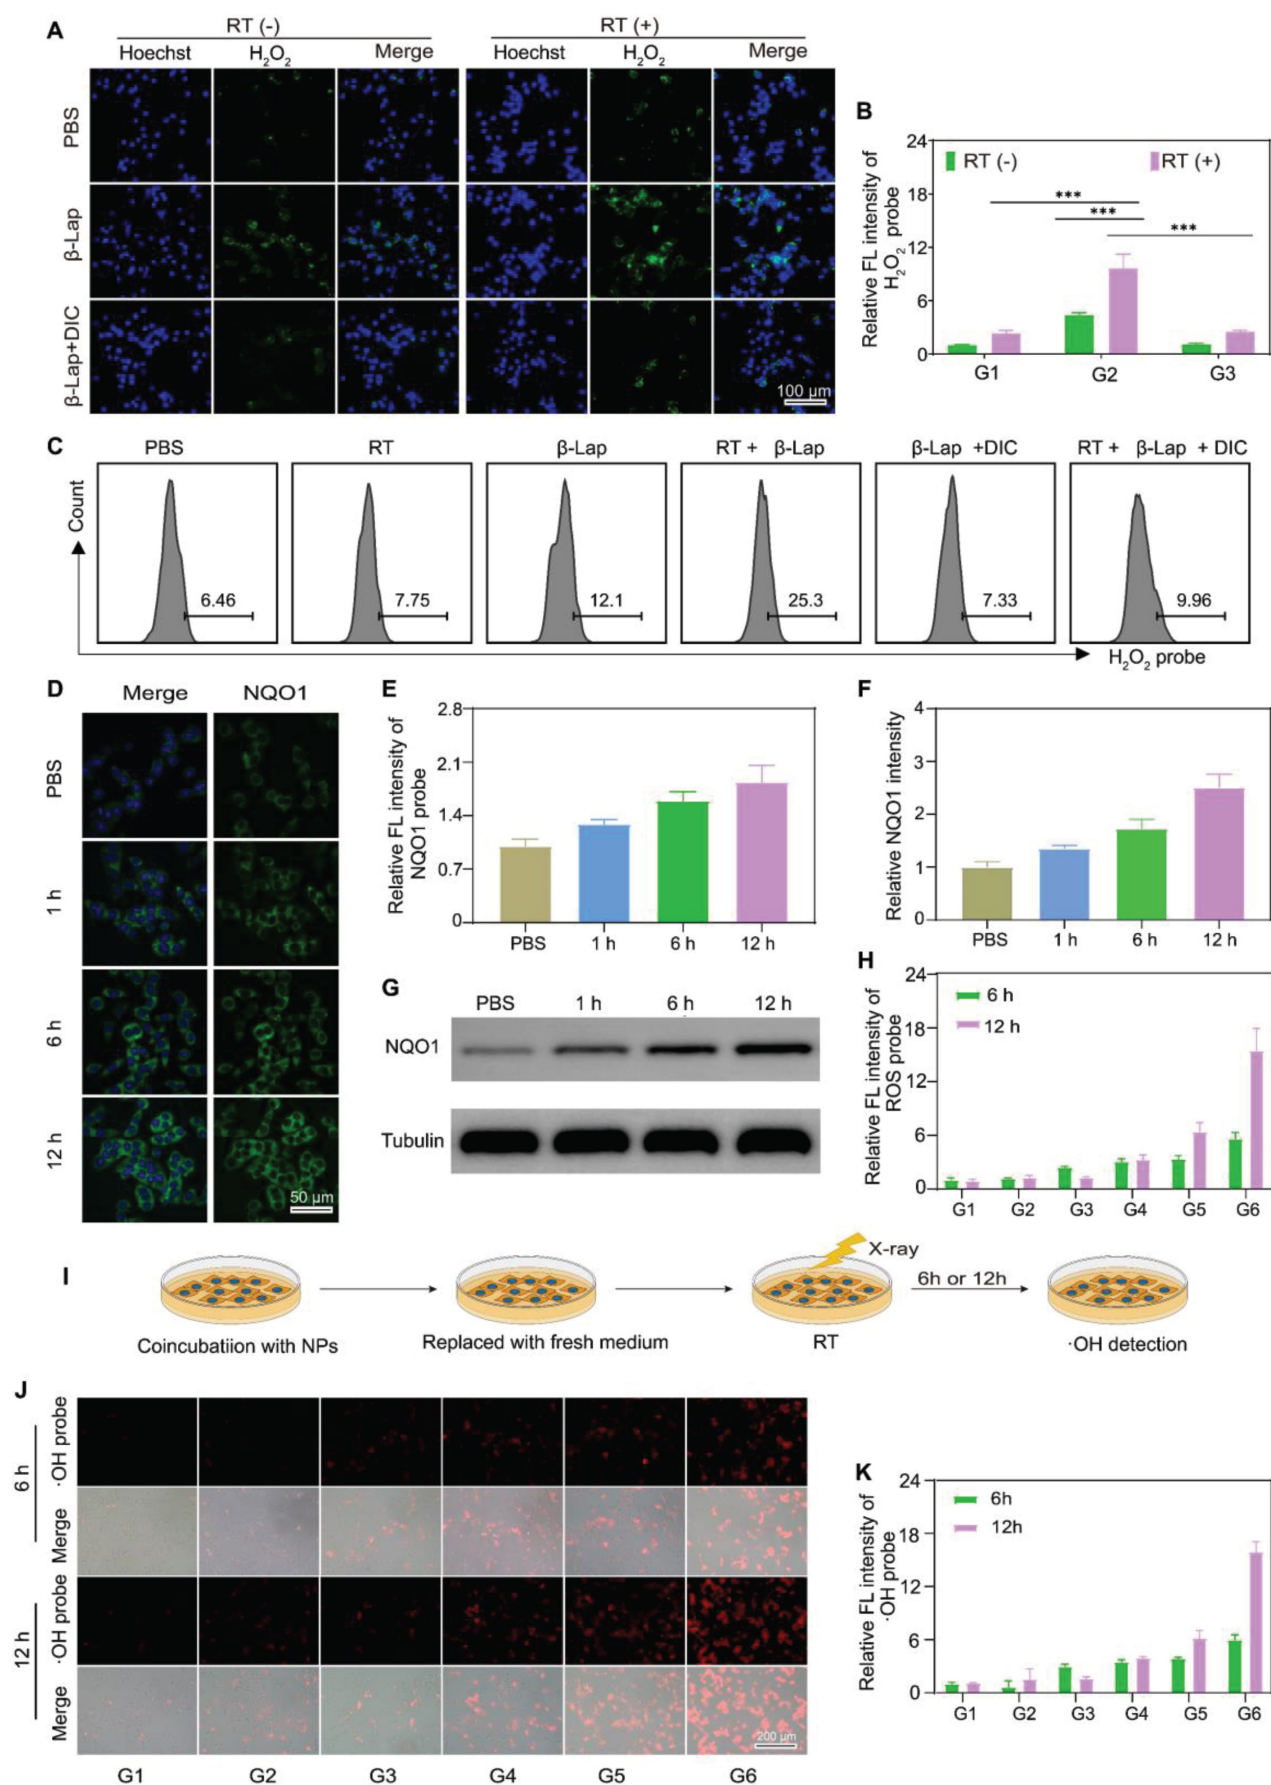 A
RT (-)
RT (+)
Hoechst H₂O₂ Merge Hoechst H₂O₂ Merge
PBS
β-Lap
β-Lap+DIC
100 µm
B
Relative FL intensity of
H₂O₂ probe
24
18
12
6
0
RT (-) RT (+)
***
***
***
G1 G2 G3
C
PBS RT β-Lap RT + β-Lap β-Lap +DIC RT + β-Lap + DIC
Count
6.46 7.75 12.1 25.3 7.33 9.96
H₂O₂ probe
D
Merge NQO1
PBS
1 h
6 h
12 h
50 µm
E
Relative FL intensity of
NQO1 probe
2.8
2.1
1.4
0.7
0
PBS 1 h 6 h 12 h
F
Relative NQO1 intensity
4
3
2
1
0
PBS 1 h 6 h 12 h
G
PBS 1 h 6 h 12 h
NQO1
Tubulin
H
Relative FL intensity of
ROS probe
24
18
12
6
0
6 h
12 h
G1 G2 G3 G4 G5 G6
I
X-ray
6h or 12h
Coincubatiion with NPs Replaced with fresh medium RT ·OH detection
J
6 h
·OH probe
Merge
12 h
·OH probe
Merge
200 µm
G1 G2 G3 G4 G5 G6
K
Relative FL intensity of
·OH probe
24
18
12
6
0
6h
12h
G1 G2 G3 G4 G5 G6